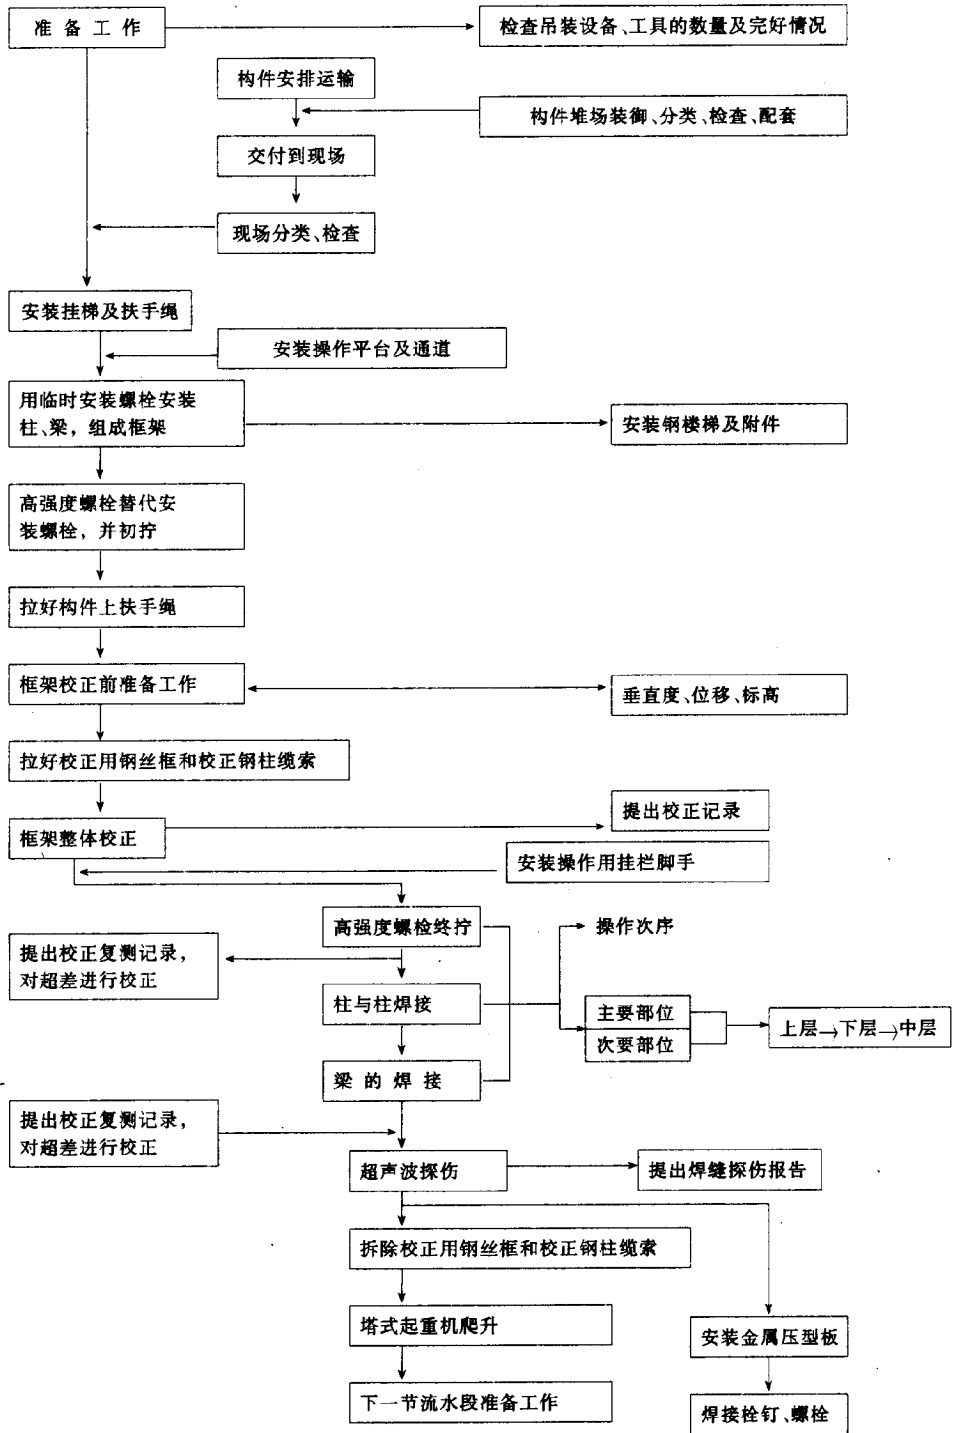 准备工作
检查吊装设备、工具的数量及完好情况
构件安排运输
构件堆场装御、分类、检查、配套
交付到现场
现场分类、检查
安装挂梯及扶手绳
安装操作平台及通道
用临时安装螺栓安装
柱、梁，组成框架
安装钢楼梯及附件
高强度螺栓替代安
装螺栓，并初拧
拉好构件上扶手绳
框架校正前准备工作
垂直度、位移、标高
拉好校正用钢丝框和校正钢柱缆索
框架整体校正
提出校正记录
安装操作用挂栏脚手
高强度螺栓终拧
操作次序
提出校正复测记录，
对超差进行校正
柱与柱焊接
主要部位
次要部位
上层→下层→中层
梁的焊接
提出校正复测记录，
对超差进行校正
超声波探伤
提出焊缝探伤报告
拆除校正用钢丝框和校正钢柱缆索
塔式起重机爬升
安装金属压型板
下一节流水段准备工作
焊接栓钉、螺栓